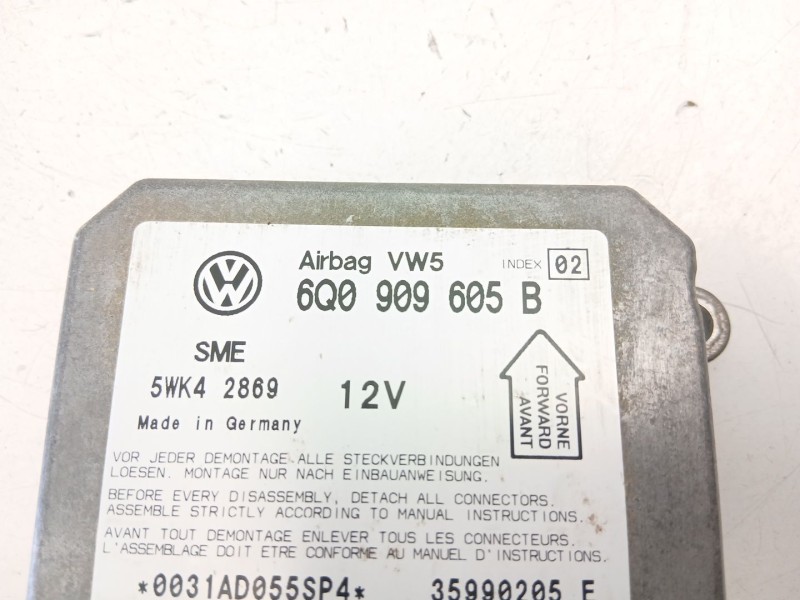 Airbag VW5 INDEX 02
6Q0 909 605 B
SME
5WK4 2869 12V
Made in Germany
VORNE
FORWARD
AVANT
VOR JEDER DEMONTAGE ALLE STECKVERBINDUNGEN
LOESEN. MONTAGE NUR NACH EINBAUANWEISUNG.
BEFORE EVERY DISASSEMBLY, DETACH ALL CONNECTORS.
ASSEMBLE STRICTLY ACCORDING TO MANUAL INSTRUCTIONS.
AVANT TOUT DEMONTAGE ENLEVER TOUS LES CONNECTEURS.
L'ASSEMBLAGE DOIT ETRE CONFORME AU MANUEL D'INSTRUCTIONS.
*0031AD055SP4* 35990205 F